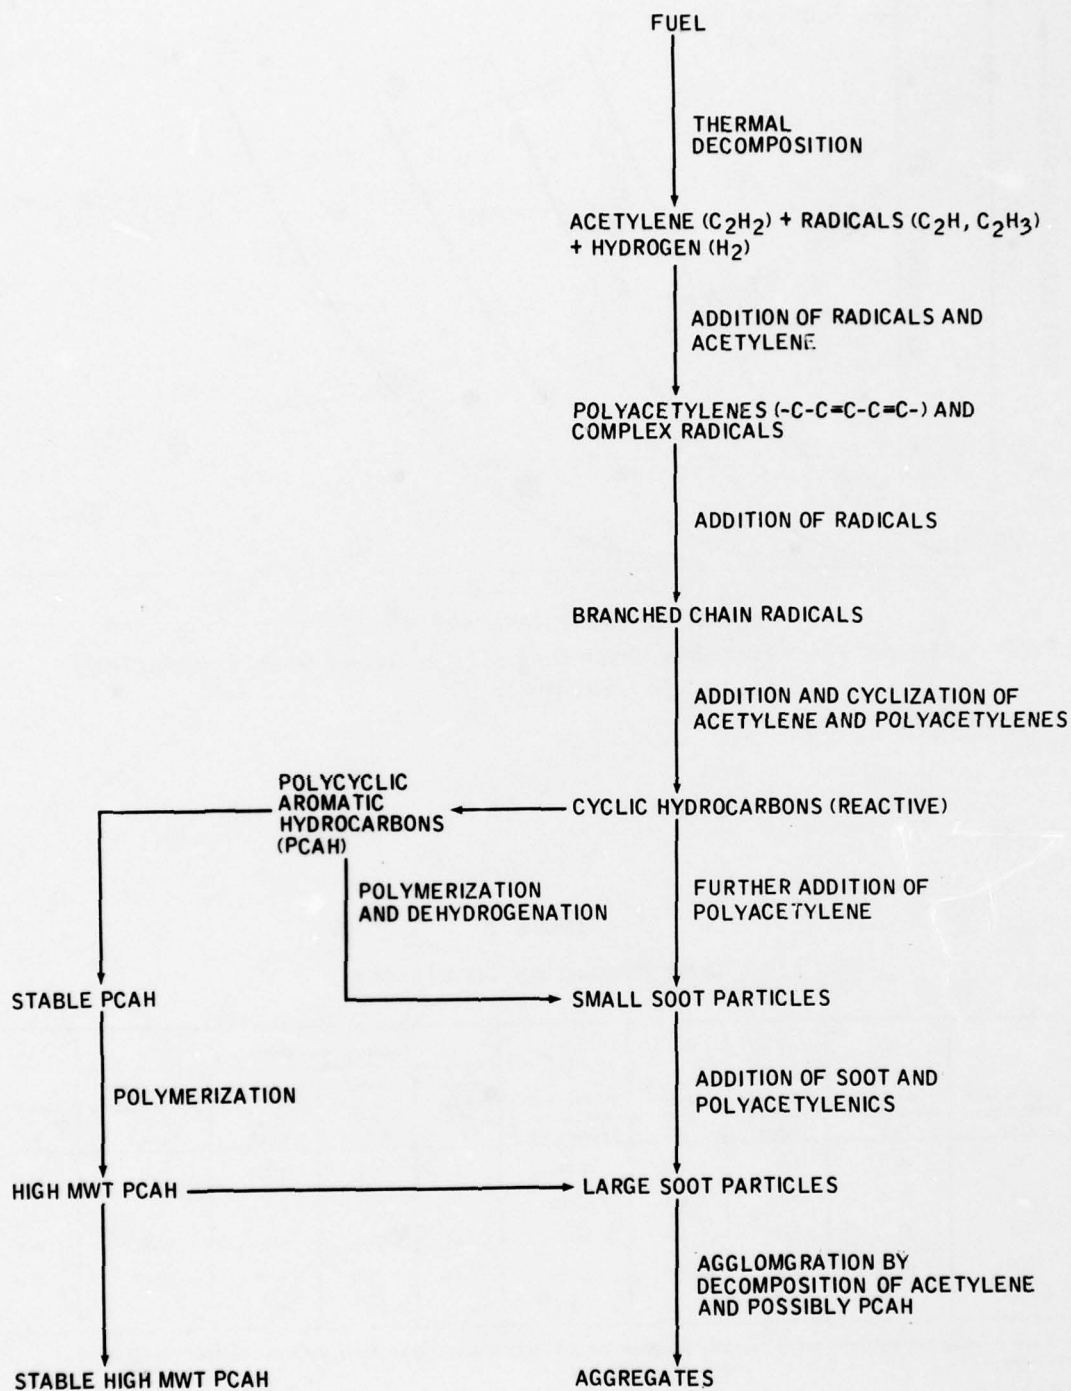 FUEL
THERMAL
DECOMPOSITION
ACETYLENE (C2H2) + RADICALS (C2H, C2H3)
+ HYDROGEN (H2)
ADDITION OF RADICALS AND
ACETYLENE
POLYACETYLENES (-C-C≡C-C≡C-) AND
COMPLEX RADICALS
ADDITION OF RADICALS
BRANCHED CHAIN RADICALS
ADDITION AND CYCLIZATION OF
ACETYLENE AND POLYACETYLENES
POLYCYCLIC
AROMATIC
HYDROCARBONS
(PCAH)
CYCLIC HYDROCARBONS (REACTIVE)
POLYMERIZATION
AND DEHYDROGENATION
FURTHER ADDITION OF
POLYACETYLENE
STABLE PCAH
SMALL SOOT PARTICLES
POLYMERIZATION
ADDITION OF SOOT AND
POLYACETYLENICS
HIGH MWT PCAH
LARGE SOOT PARTICLES
AGGLOMGRATION BY
DECOMPOSITION OF ACETYLENE
AND POSSIBLY PCAH
STABLE HIGH MWT PCAH
AGGREGATES